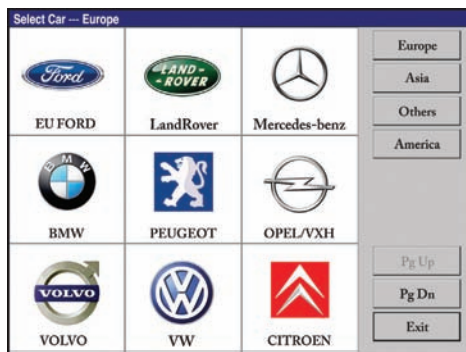 Select Car --- Europe
Ford
EU FORD
LAND-
-ROVER
LandRover
Mercedes-benz
BMW
BMW
PEUGEOT
OPEL/VXH
VOLVO
VOLVO
VW
CITROEN
Europe
Asia
Others
America
Pg Up
Pg Dn
Exit